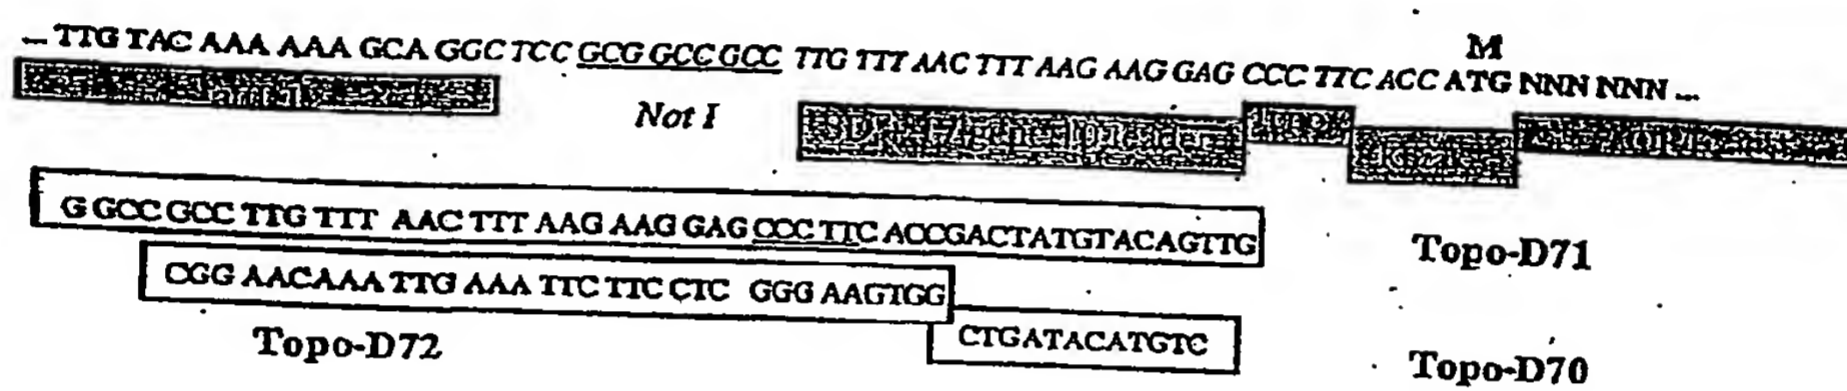 M
... TTG TAC AAA AAA GCA GGC TCC GCG GCC GCC TTG TTT AAC TTT AAG AAG GAG CCC TTC ACC ATG NNN NNN ...
Not I
G GCC GCC TTG TTT AAC TTT AAG AAG GAG CCC TTC ACCGACTATGTACAGTTG
Topo-D71
CGG AACAAA TTG AAA TTC TTC CTC GGG AAGTGG
CTGATACATGTC
Topo-D72
Topo-D70